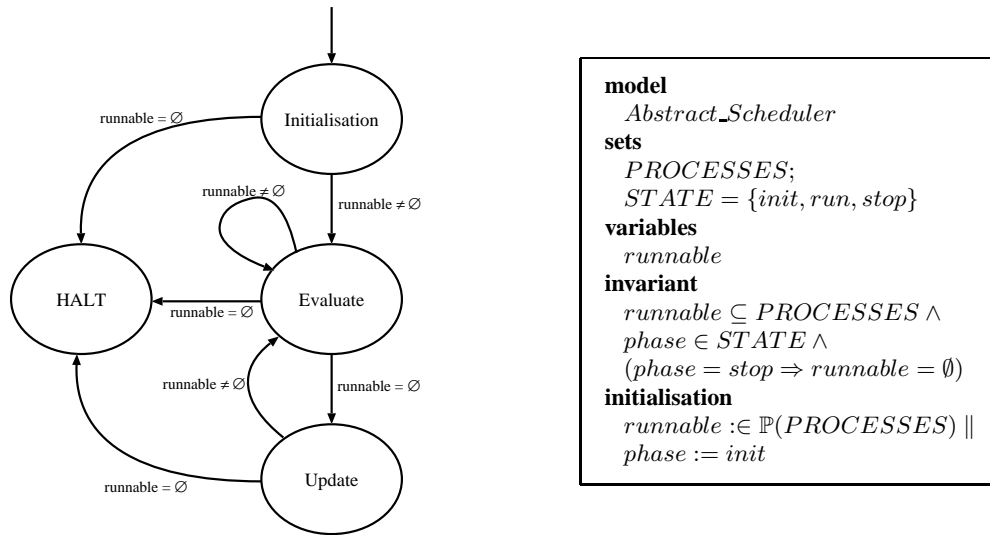 Initialisation
runnable = ∅
runnable ≠ ∅
runnable ≠ ∅
HALT
Evaluate
runnable = ∅
runnable ≠ ∅
runnable = ∅
Update
runnable = ∅
model
Abstract_Scheduler
sets
PROCESSES;
STATE = {init, run, stop}
variables
runnable
invariant
runnable ⊆ PROCESSES ∧
phase ∈ STATE ∧
(phase = stop ⇒ runnable = ∅)
initialisation
runnable :∈ ℙ(PROCESSES) ∥
phase := init